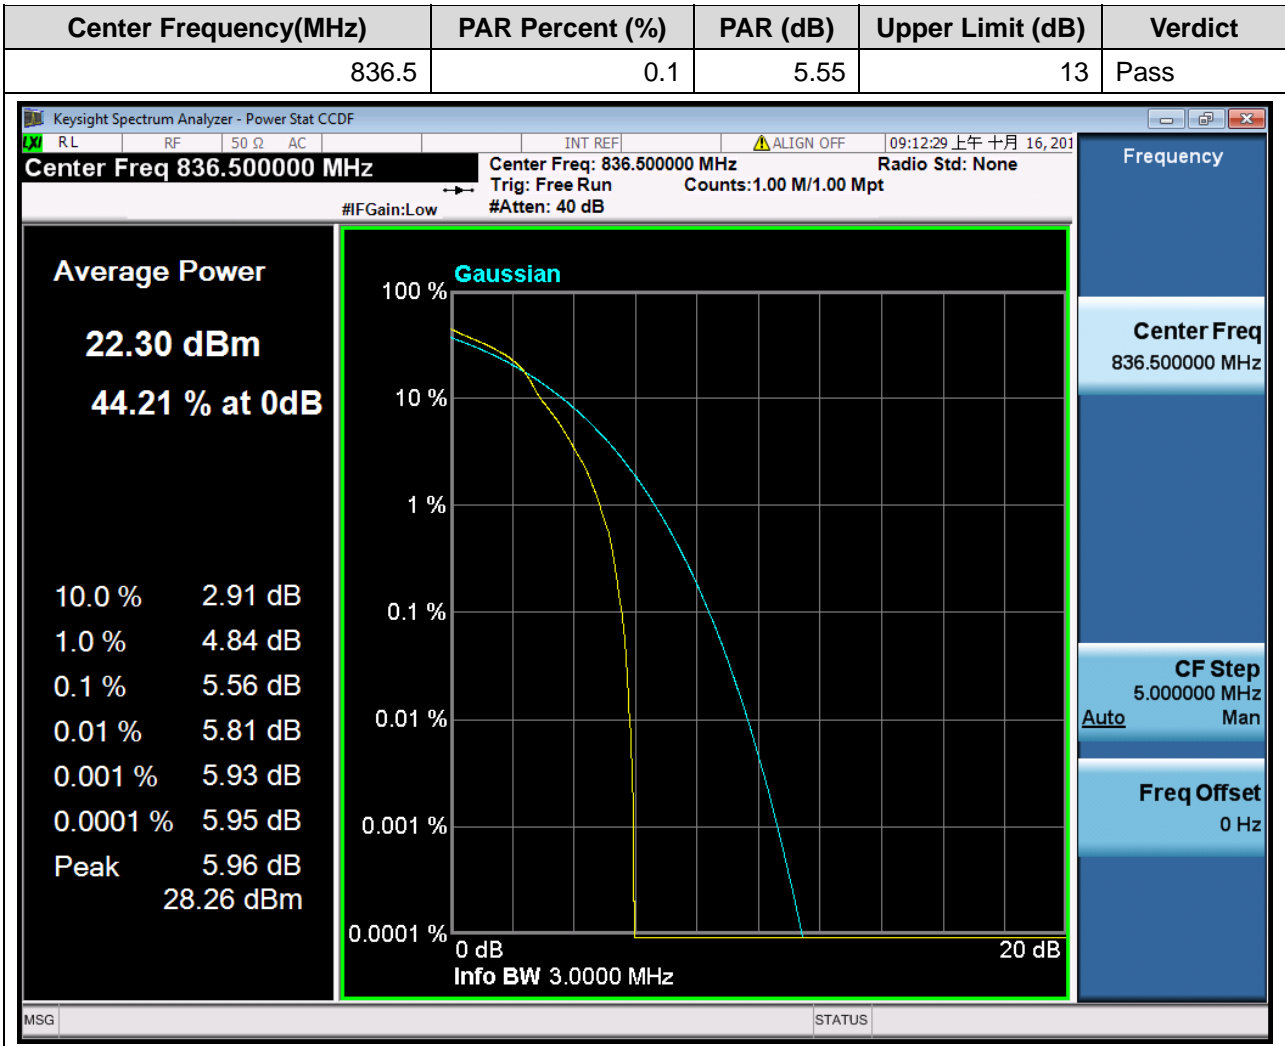 Center Frequency(MHz) PAR Percent (%) PAR (dB) Upper Limit (dB) Verdict
836.5 0.1 5.55 13 Pass
Keysight Spectrum Analyzer - Power Stat CCDF
LXI RL RF 50 Ω AC INT REF ALIGN OFF 09:12:29 上午 十月 16, 201
Center Freq 836.500000 MHz
Center Freq: 836.500000 MHz Radio Std: None
Trig: Free Run Counts:1.00 M/1.00 Mpt
#IFGain:Low #Atten: 40 dB
Average Power
22.30 dBm
44.21 % at 0dB
10.0 % 2.91 dB
1.0 % 4.84 dB
0.1 % 5.56 dB
0.01 % 5.81 dB
0.001 % 5.93 dB
0.0001 % 5.95 dB
Peak 5.96 dB
28.26 dBm
Gaussian
100 %
10 %
1 %
0.1 %
0.01 %
0.001 %
0.0001 %
0 dB 20 dB
Info BW 3.0000 MHz
Frequency
Center Freq
836.500000 MHz
CF Step
5.000000 MHz
Auto Man
Freq Offset
0 Hz
MSG STATUS